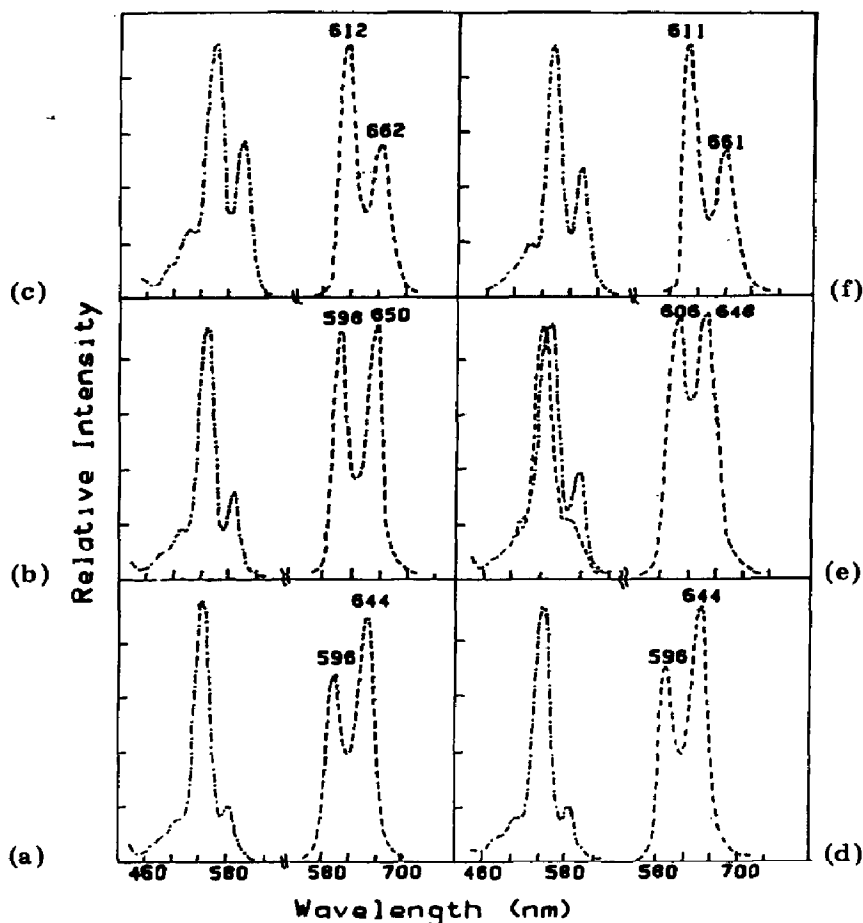 612
662
611
661
(c)
(f)
596 650
606 646
(b)
(e)
644
596
644
596
(a)
(d)
460 580 580 700 460 580 580 700
Relative Intensity
Wavelength (nm)